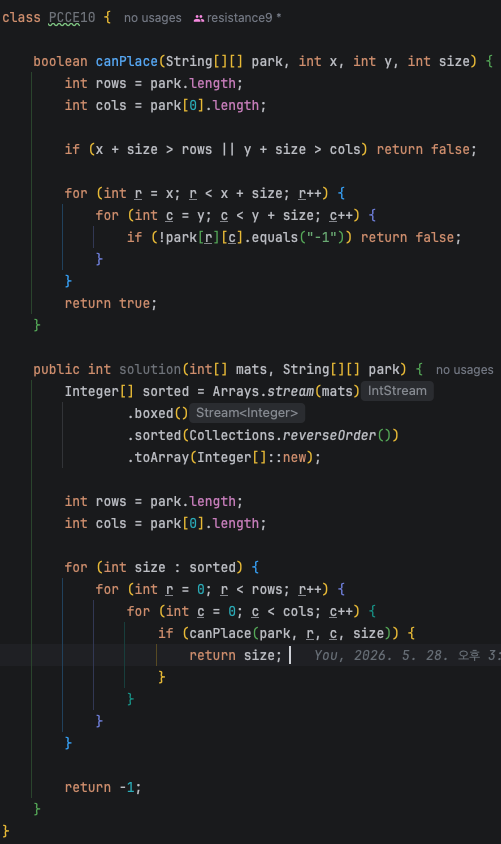 class PCCE10 { no usages resistance9 *
boolean canPlace(String[][] park, int x, int y, int size) {
int rows = park.length;
int cols = park[0].length;
if (x + size > rows || y + size > cols) return false;
for (int r = x; r < x + size; r++) {
for (int c = y; c < y + size; c++) {
if (!park[r][c].equals("-1")) return false;
}
}
return true;
}
public int solution(int[] mats, String[][] park) { no usages
Integer[] sorted = Arrays.stream(mats) IntStream
.boxed() Stream<Integer>
.sorted(Collections.reverseOrder())
.toArray(Integer[]::new);
int rows = park.length;
int cols = park[0].length;
for (int size : sorted) {
for (int r = 0; r < rows; r++) {
for (int c = 0; c < cols; c++) {
if (canPlace(park, r, c, size)) {
return size; You, 2026. 5. 28. 오후 3:
}
}
}
}
return -1;
}
}